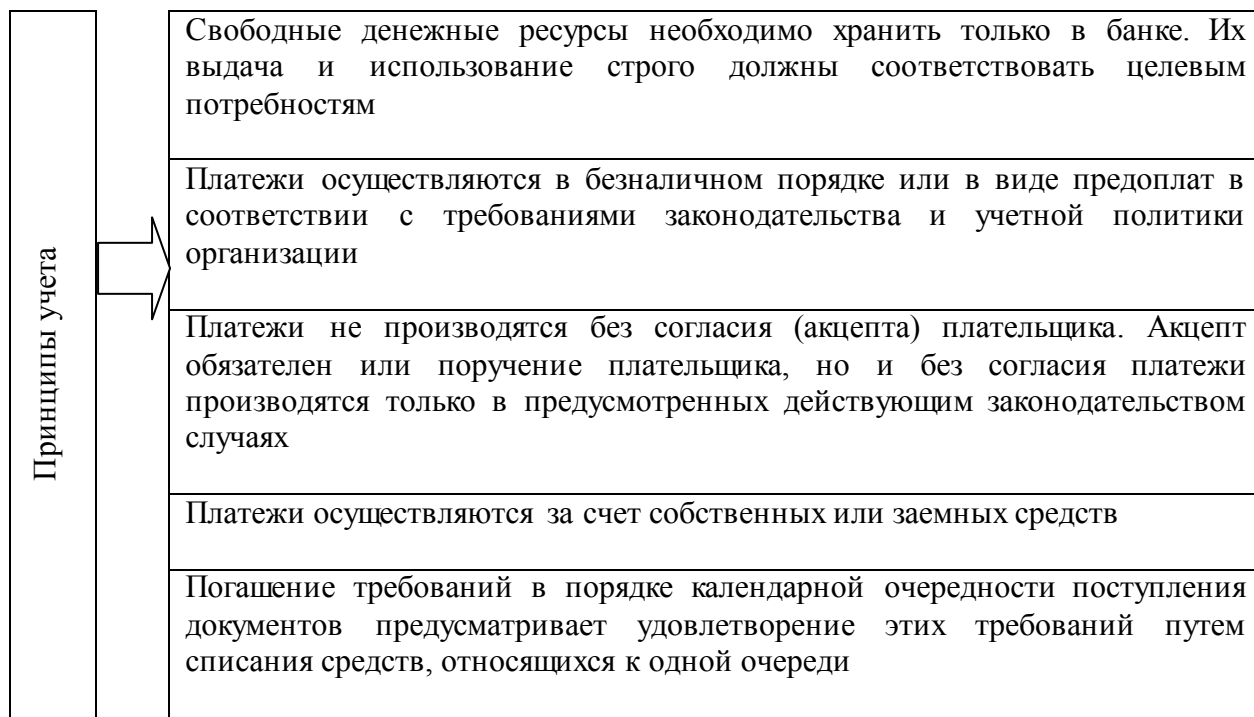 Принципы учета
Свободные денежные ресурсы необходимо хранить только в банке. Их
выдача и использование строго должны соответствовать целевым
потребностям
Платежи осуществляются в безналичном порядке или в виде предоплат в
соответствии с требованиями законодательства и учетной политики
организации
Платежи не производятся без согласия (акцепта) плательщика. Акцепт
обязателен или поручение плательщика, но и без согласия платежи
производятся только в предусмотренных действующим законодательством
случаях
Платежи осуществляются за счет собственных или заемных средств
Погашение требований в порядке календарной очередности поступления
документов предусматривает удовлетворение этих требований путем
списания средств, относящихся к одной очереди